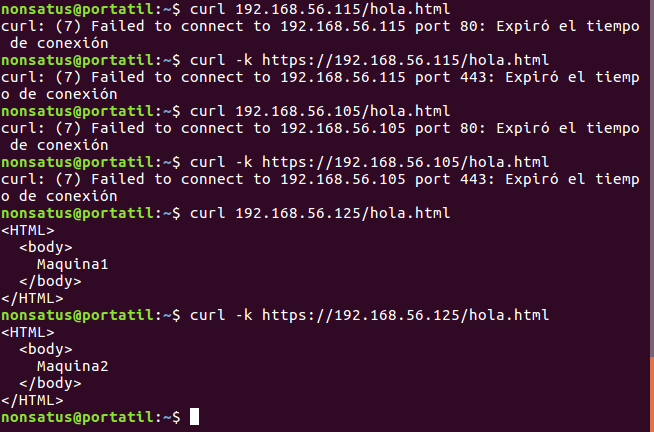 nonsatus@portatil:~$ curl 192.168.56.115/hola.html
curl: (7) Failed to connect to 192.168.56.115 port 80: Expiró el tiempo
 de conexión
nonsatus@portatil:~$ curl -k https://192.168.56.115/hola.html
curl: (7) Failed to connect to 192.168.56.115 port 443: Expiró el tiemp
o de conexión
nonsatus@portatil:~$ curl 192.168.56.105/hola.html
curl: (7) Failed to connect to 192.168.56.105 port 80: Expiró el tiempo
 de conexión
nonsatus@portatil:~$ curl -k https://192.168.56.105/hola.html
curl: (7) Failed to connect to 192.168.56.105 port 443: Expiró el tiemp
o de conexión
nonsatus@portatil:~$ curl 192.168.56.125/hola.html
<HTML>
  <body>
    Maquina1
  </body>
</HTML>
nonsatus@portatil:~$ curl -k https://192.168.56.125/hola.html
<HTML>
  <body>
    Maquina2
  </body>
</HTML>
nonsatus@portatil:~$